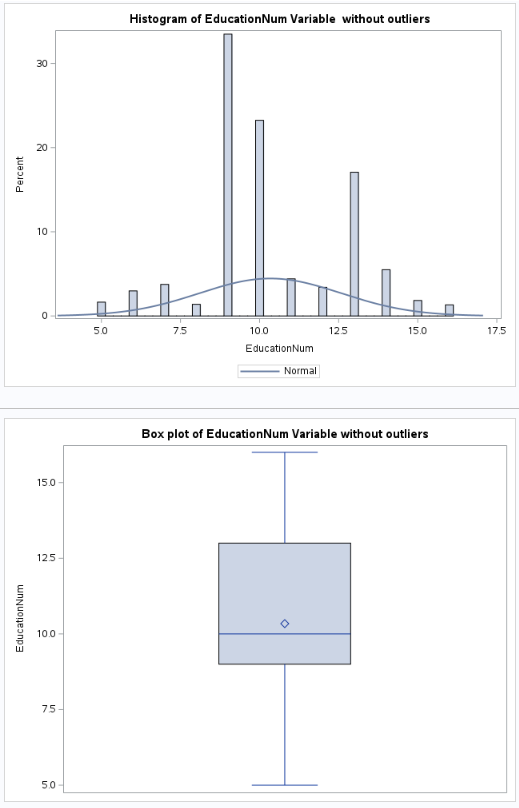 Histogram of EducationNum Variable  without outliers
30
20
10
0
Percent
5.0 7.5 10.0 12.5 15.0 17.5
EducationNum
Normal
Box plot of EducationNum Variable without outliers
15.0
12.5
10.0
7.5
5.0
EducationNum